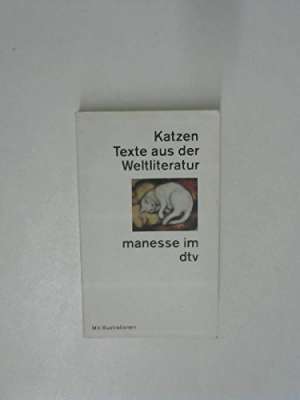 Katzen
Texte aus der
Weltliteratur
manesse im
dtv
Mit Illustrationen